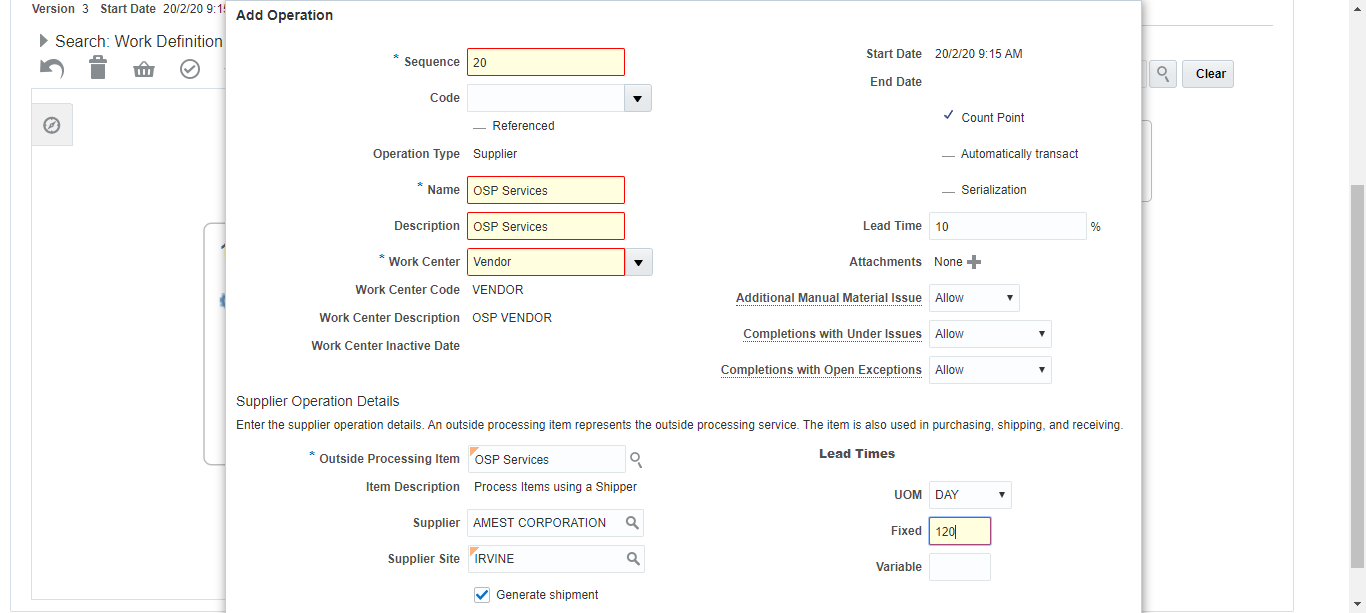 Version 3 Start Date 20/2/20 9:15
Search: Work Definition
Clear
Add Operation
* Sequence 20
Code
Referenced
Operation Type Supplier
* Name OSP Services
Description OSP Services
* Work Center Vendor
Work Center Code VENDOR
Work Center Description OSP VENDOR
Work Center Inactive Date
Start Date 20/2/20 9:15 AM
End Date
Count Point
Automatically transact
Serialization
Lead Time 10 %
Attachments None
Additional Manual Material Issue Allow
Completions with Under Issues Allow
Completions with Open Exceptions Allow
Supplier Operation Details
Enter the supplier operation details. An outside processing item represents the outside processing service. The item is also used in purchasing, shipping, and receiving.
* Outside Processing Item OSP Services
Item Description Process Items using a Shipper
Supplier AMEST CORPORATION
Supplier Site IRVINE
Generate shipment
Lead Times
UOM DAY
Fixed 120
Variable